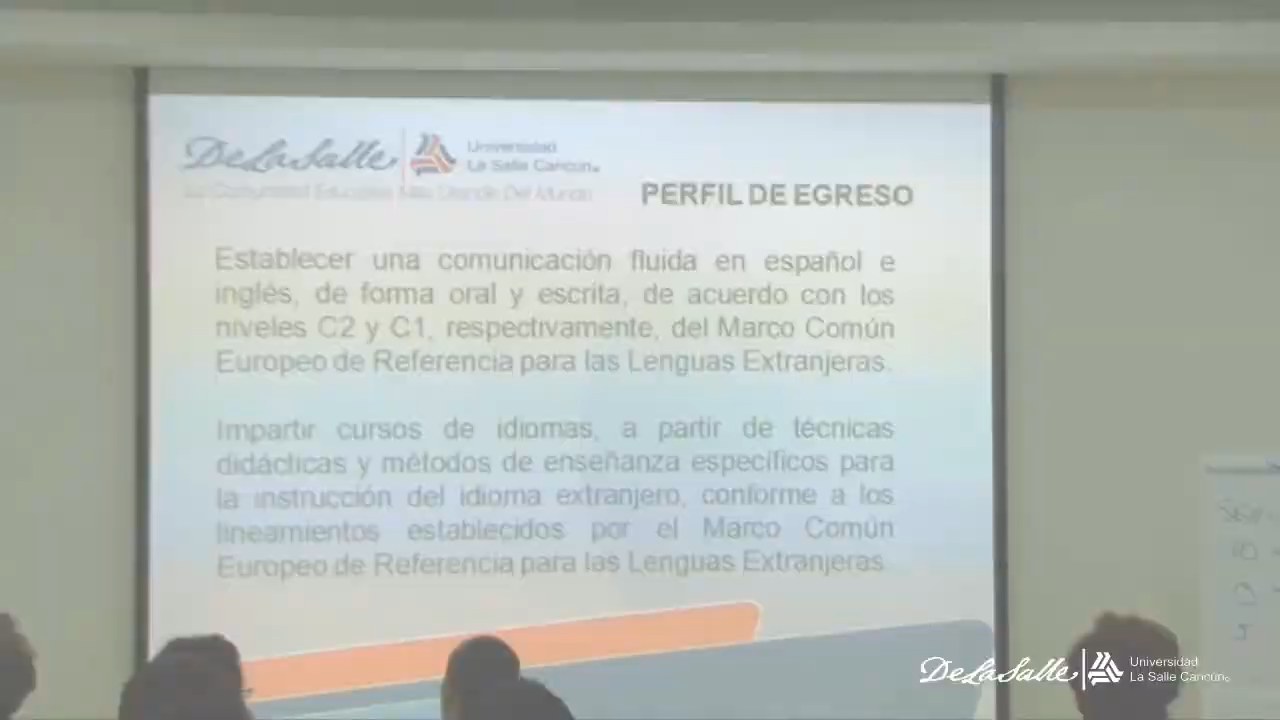 De La Salle
Universidad
La Salle Cancún
La Comunidad Educativa Más Grande Del Mundo
PERFIL DE EGRESO
Establecer una comunicación fluida en español e
inglés, de forma oral y escrita, de acuerdo con los
niveles C2 y C1, respectivamente, del Marco Común
Europeo de Referencia para las Lenguas Extranjeras.
Impartir cursos de idiomas, a partir de técnicas
didácticas y métodos de enseñanza específicos para
la instrucción del idioma extranjero, conforme a los
lineamientos establecidos por el Marco Común
Europeo de Referencia para las Lenguas Extranjeras.
De La Salle
Universidad
La Salle Cancún